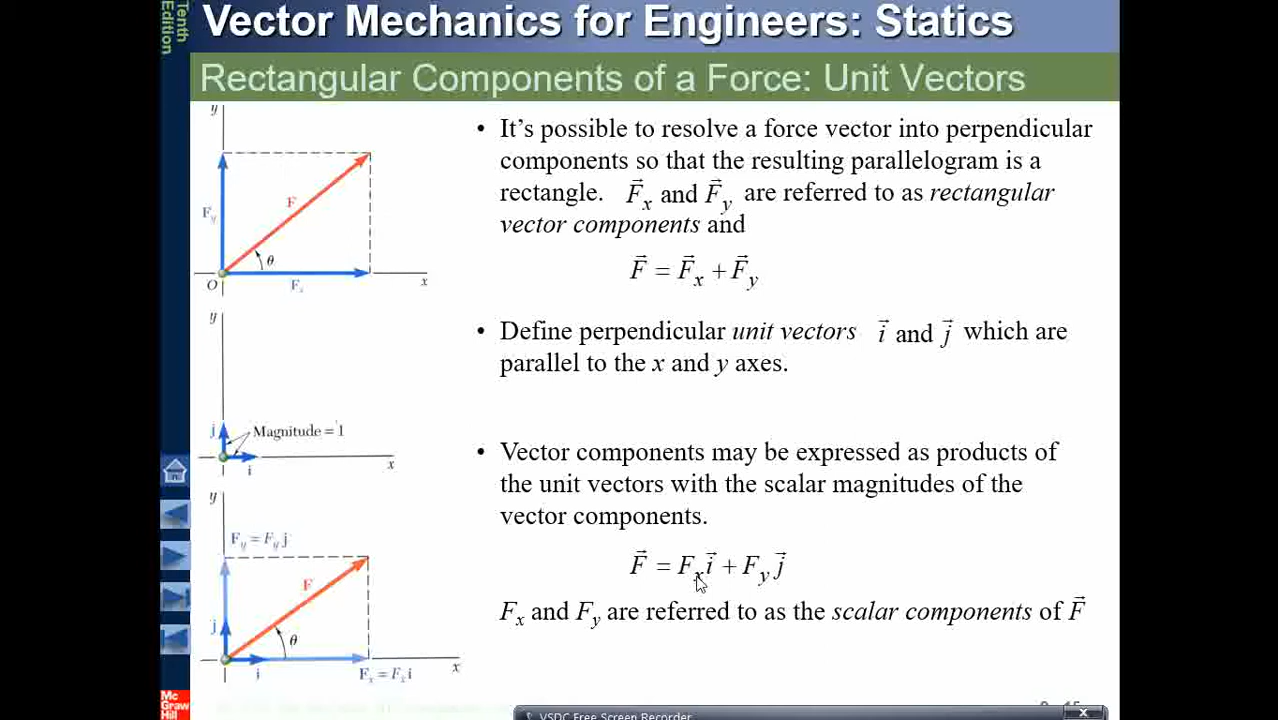 Tenth
Edition
Vector Mechanics for Engineers: Statics
Rectangular Components of a Force: Unit Vectors
y
F
Fy
θ
O
Fx
x
• It's possible to resolve a force vector into perpendicular
components so that the resulting parallelogram is a
rectangle. F⃗x and F⃗y are referred to as rectangular
vector components and
F⃗ = F⃗x + F⃗y
y
j
Magnitude = 1
i
x
• Define perpendicular unit vectors i⃗ and j⃗ which are
parallel to the x and y axes.
• Vector components may be expressed as products of
the unit vectors with the scalar magnitudes of the
vector components.
F⃗ = Fx i⃗ + Fy j⃗
Fx and Fy are referred to as the scalar components of F⃗
y
Fy = Fy j
F
j
θ
i
x
Fx = Fx i
Mc
Graw
Hill
VSDC Free Screen Recorder